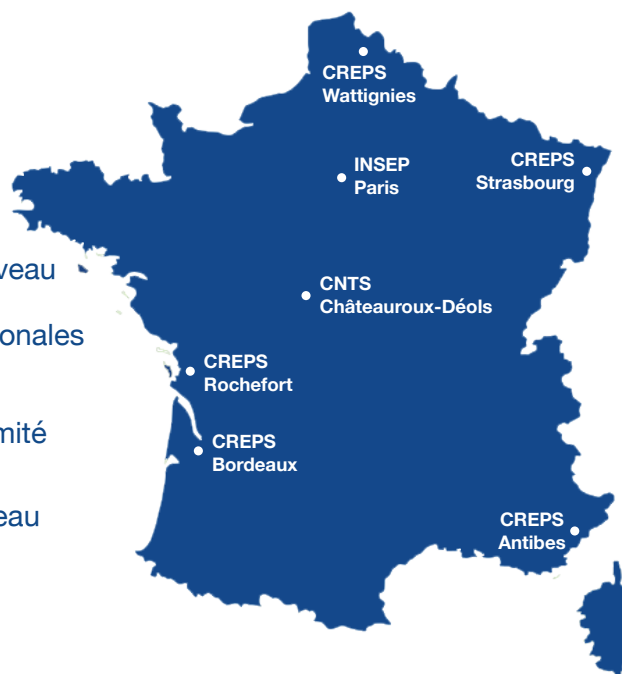 CREPS
Wattignies
INSEP
Paris
CREPS
Strasbourg
veau
CNTS
Châteauroux-Déols
onales
CREPS
Rochefort
mité
CREPS
Bordeaux
eau
CREPS
Antibes